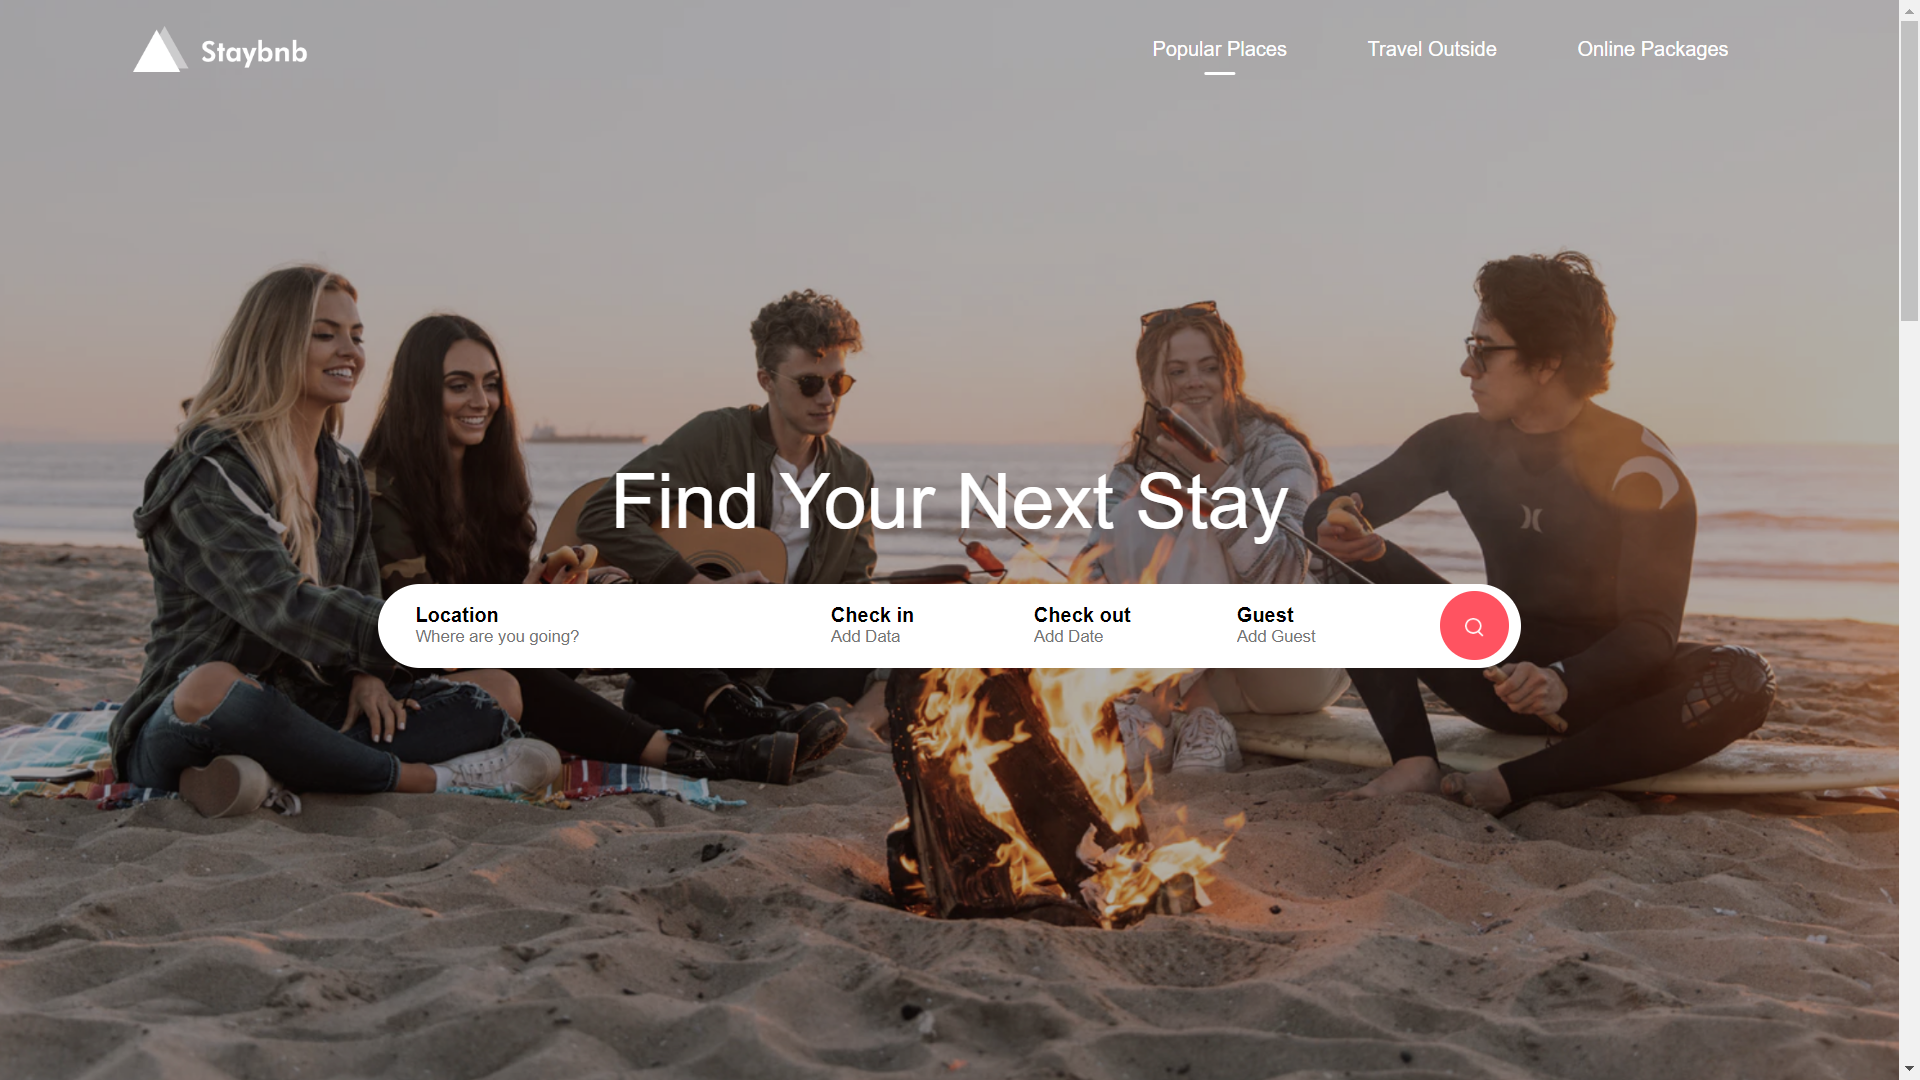 Staybnb
Popular Places
Travel Outside
Online Packages
Find Your Next Stay
Location
Where are you going?
Check in
Add Data
Check out
Add Date
Guest
Add Guest